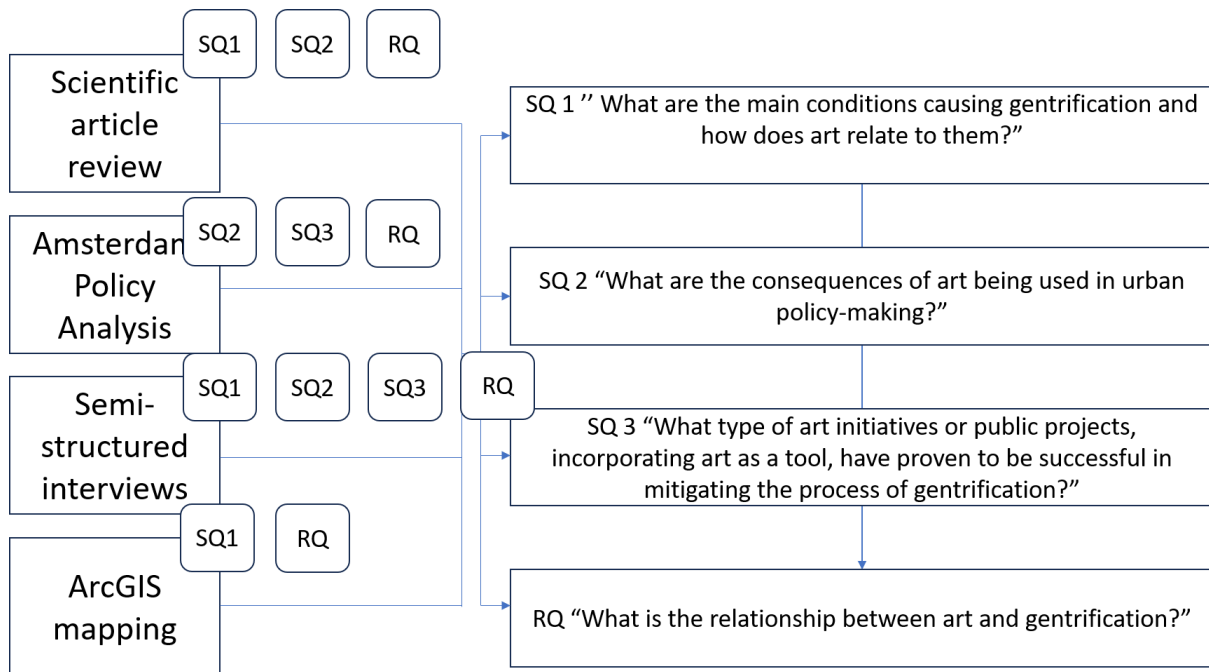 SQ1 SQ2 RQ
Scientific
article
review
SQ2 SQ3 RQ
Amsterdam
Policy
Analysis
SQ1 SQ2 SQ3 RQ
Semi-
structured
interviews
SQ1 RQ
ArcGIS
mapping
SQ 1 ’’ What are the main conditions causing gentrification and
how does art relate to them?”
SQ 2 “What are the consequences of art being used in urban
policy-making?”
SQ 3 “What type of art initiatives or public projects,
incorporating art as a tool, have proven to be successful in
mitigating the process of gentrification?”
RQ “What is the relationship between art and gentrification?”